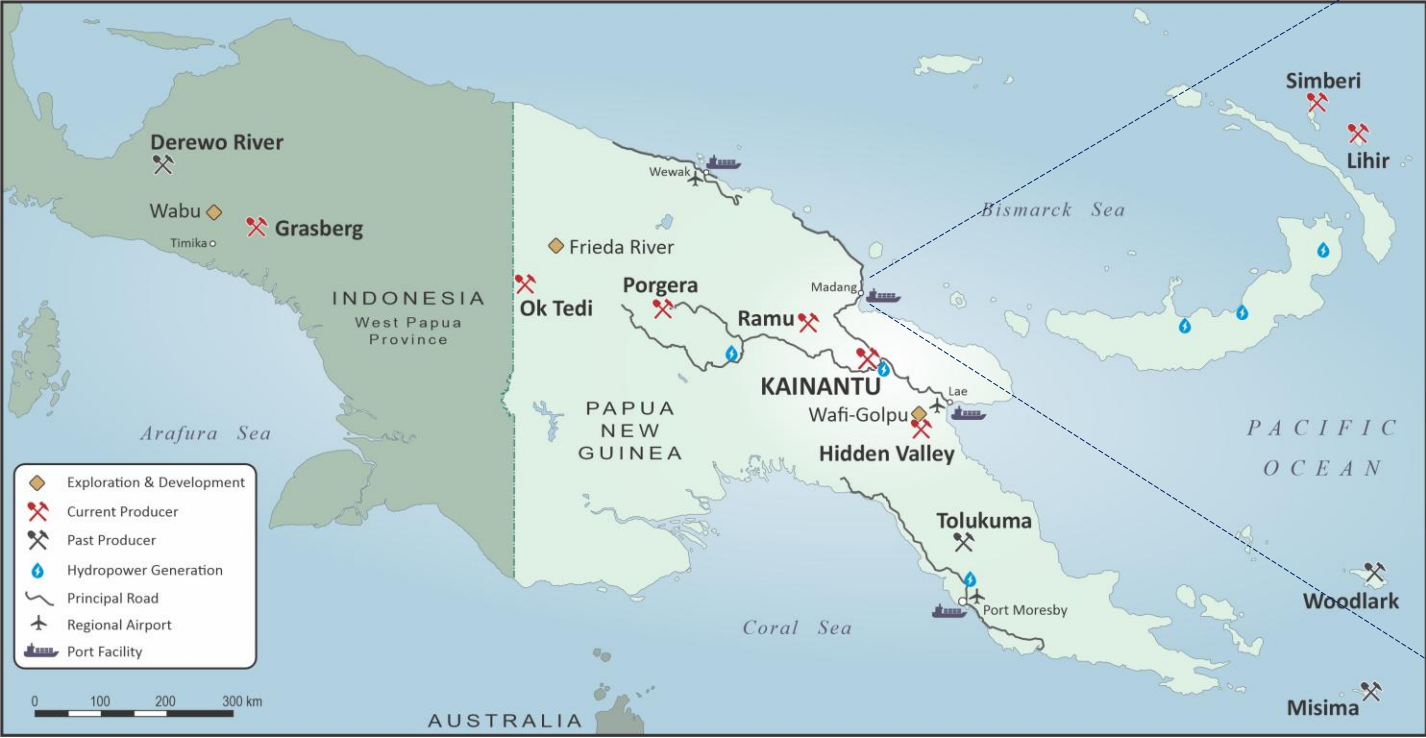 Simberi
Lihir
Derewo River
Wewak
Wabu
Bismarck Sea
Grasberg
Timika
Frieda River
INDONESIA
West Papua
Province
Ok Tedi
Porgera
Madang
Ramu
KAINANTU
Lae
Wafi-Golpu
PAPUA
NEW
GUINEA
Hidden Valley
Arafura Sea
PACIFIC
OCEAN
Exploration & Development
Current Producer
Past Producer
Hydropower Generation
Principal Road
Regional Airport
Port Facility
Tolukuma
Port Moresby
Coral Sea
Woodlark
Misima
0 100 200 300 km
AUSTRALIA